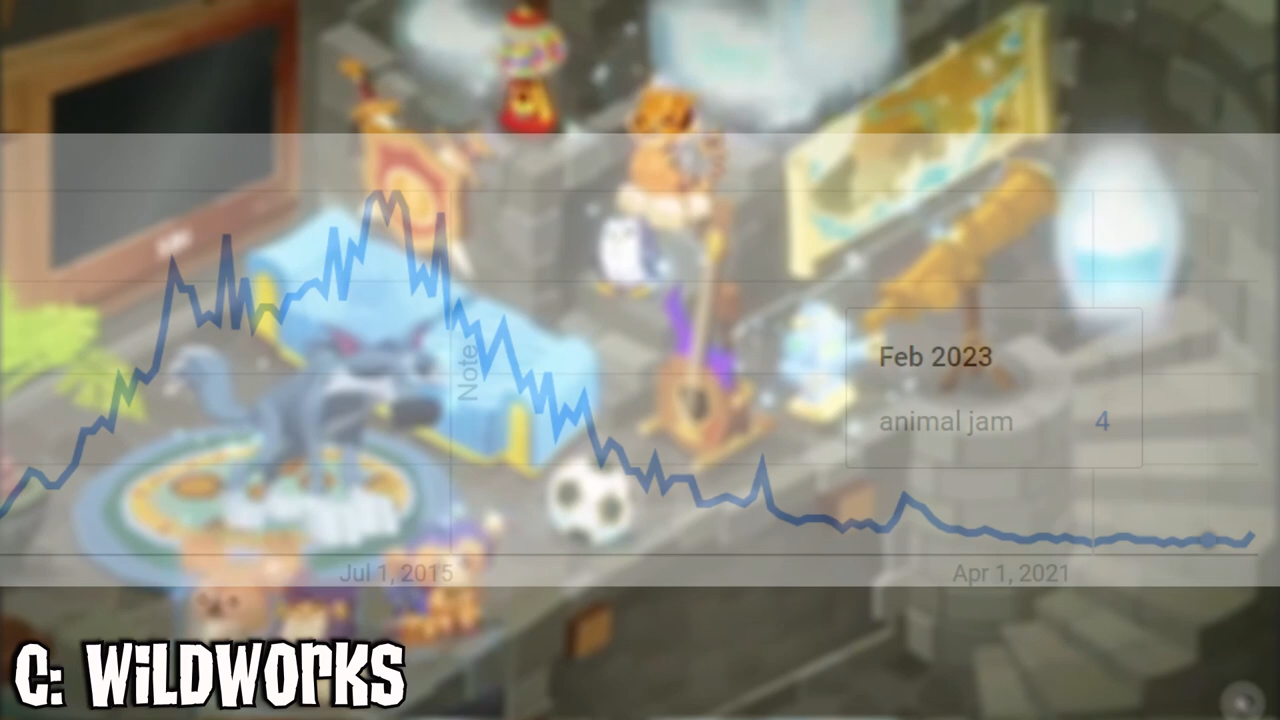 Note
Feb 2023
animal jam 4
Jul 1, 2015
Apr 1, 2021
C: WILDWORKS